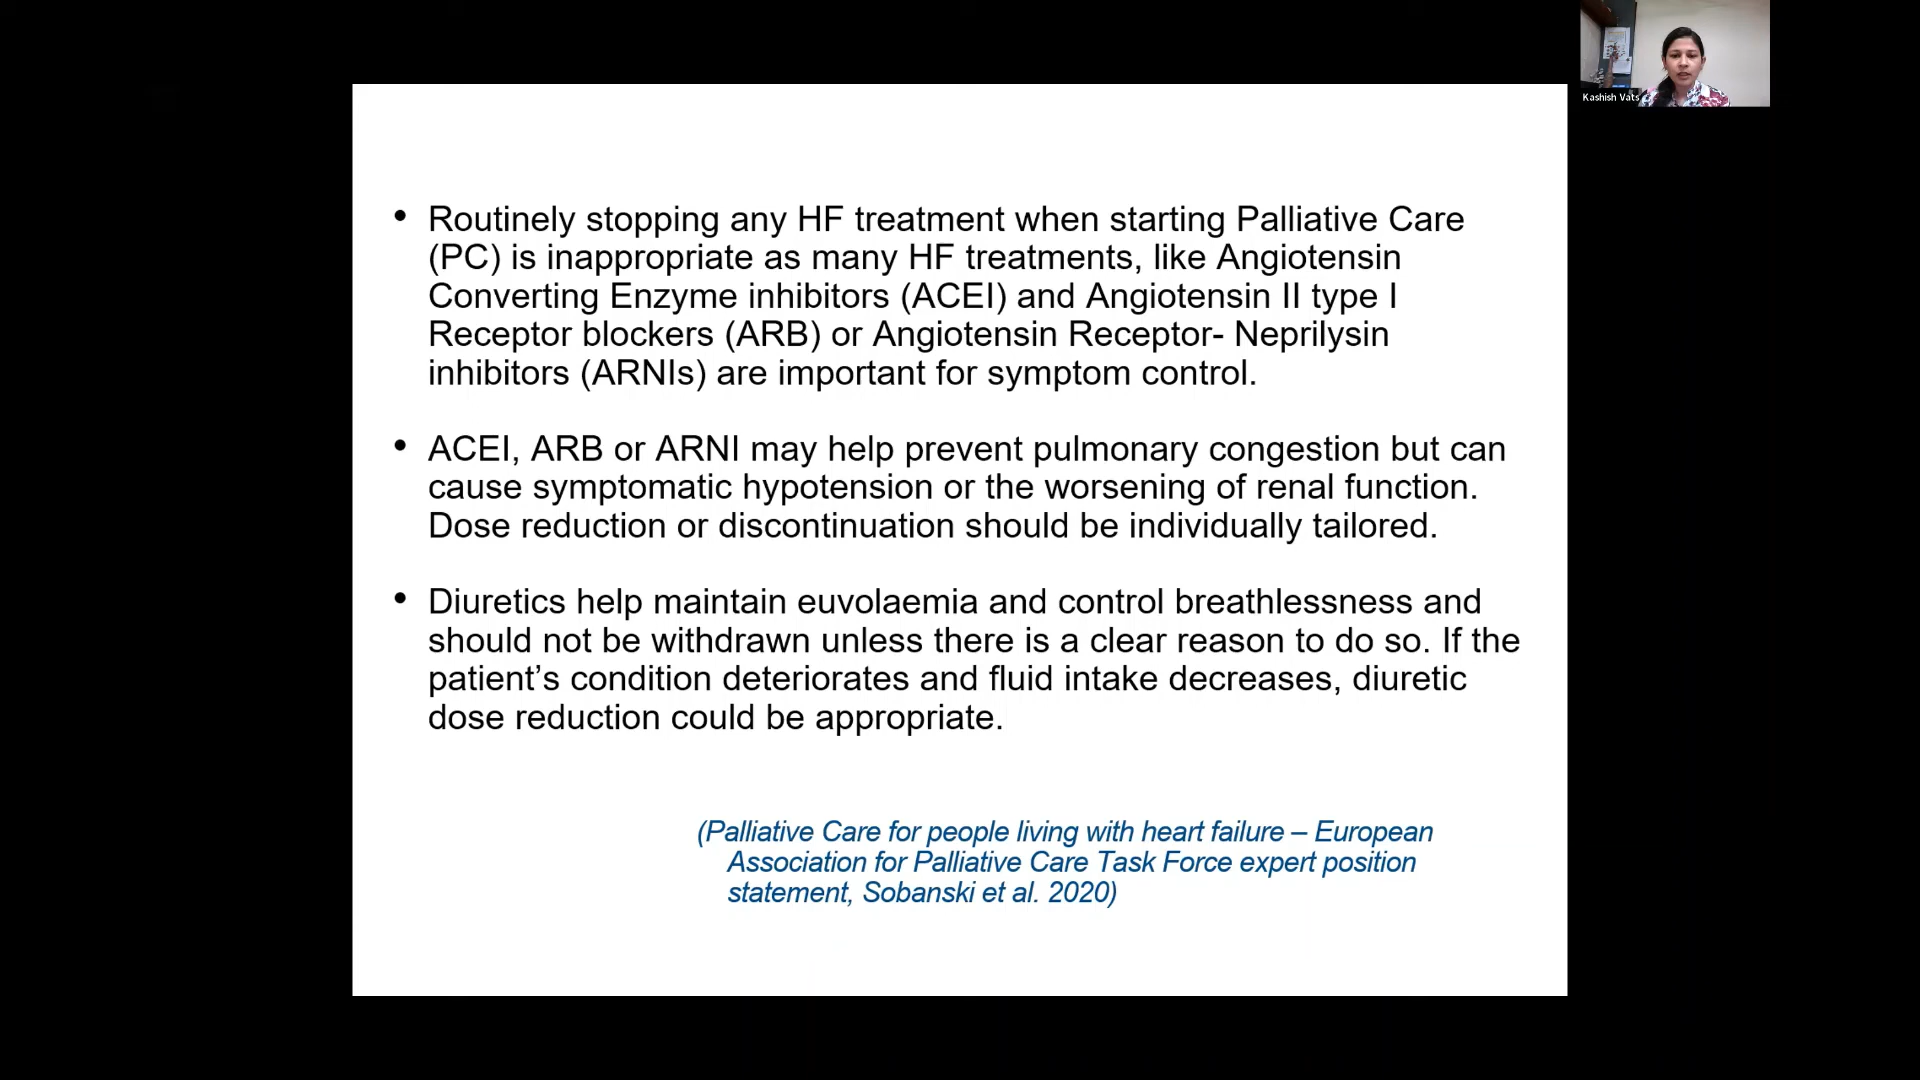 Kashish Vats
• Routinely stopping any HF treatment when starting Palliative Care
(PC) is inappropriate as many HF treatments, like Angiotensin
Converting Enzyme inhibitors (ACEI) and Angiotensin II type I
Receptor blockers (ARB) or Angiotensin Receptor- Neprilysin
inhibitors (ARNIs) are important for symptom control.
• ACEI, ARB or ARNI may help prevent pulmonary congestion but can
cause symptomatic hypotension or the worsening of renal function.
Dose reduction or discontinuation should be individually tailored.
• Diuretics help maintain euvolaemia and control breathlessness and
should not be withdrawn unless there is a clear reason to do so. If the
patient’s condition deteriorates and fluid intake decreases, diuretic
dose reduction could be appropriate.
(Palliative Care for people living with heart failure – European
Association for Palliative Care Task Force expert position
statement, Sobanski et al. 2020)